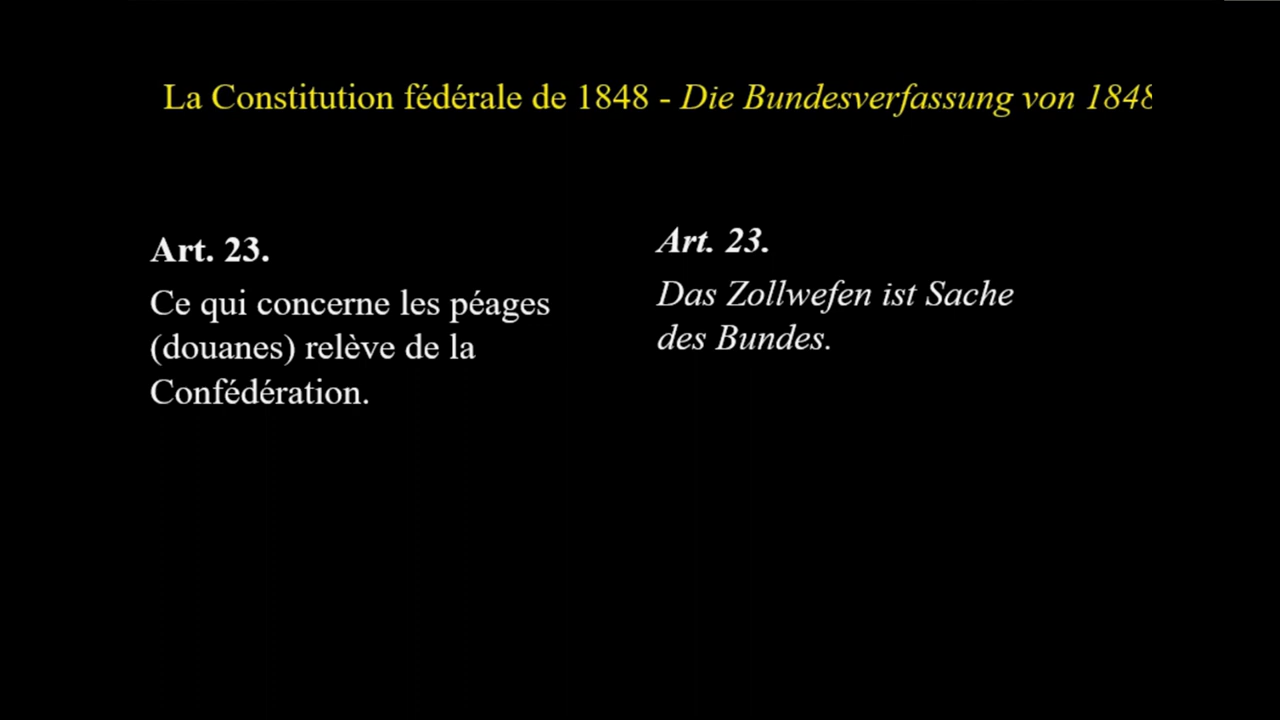 La Constitution fédérale de 1848 - Die Bundesverfassung von 1848
Art. 23.
Ce qui concerne les péages
(douanes) relève de la
Confédération.
Art. 23.
Das Zollwefen ist Sache
des Bundes.